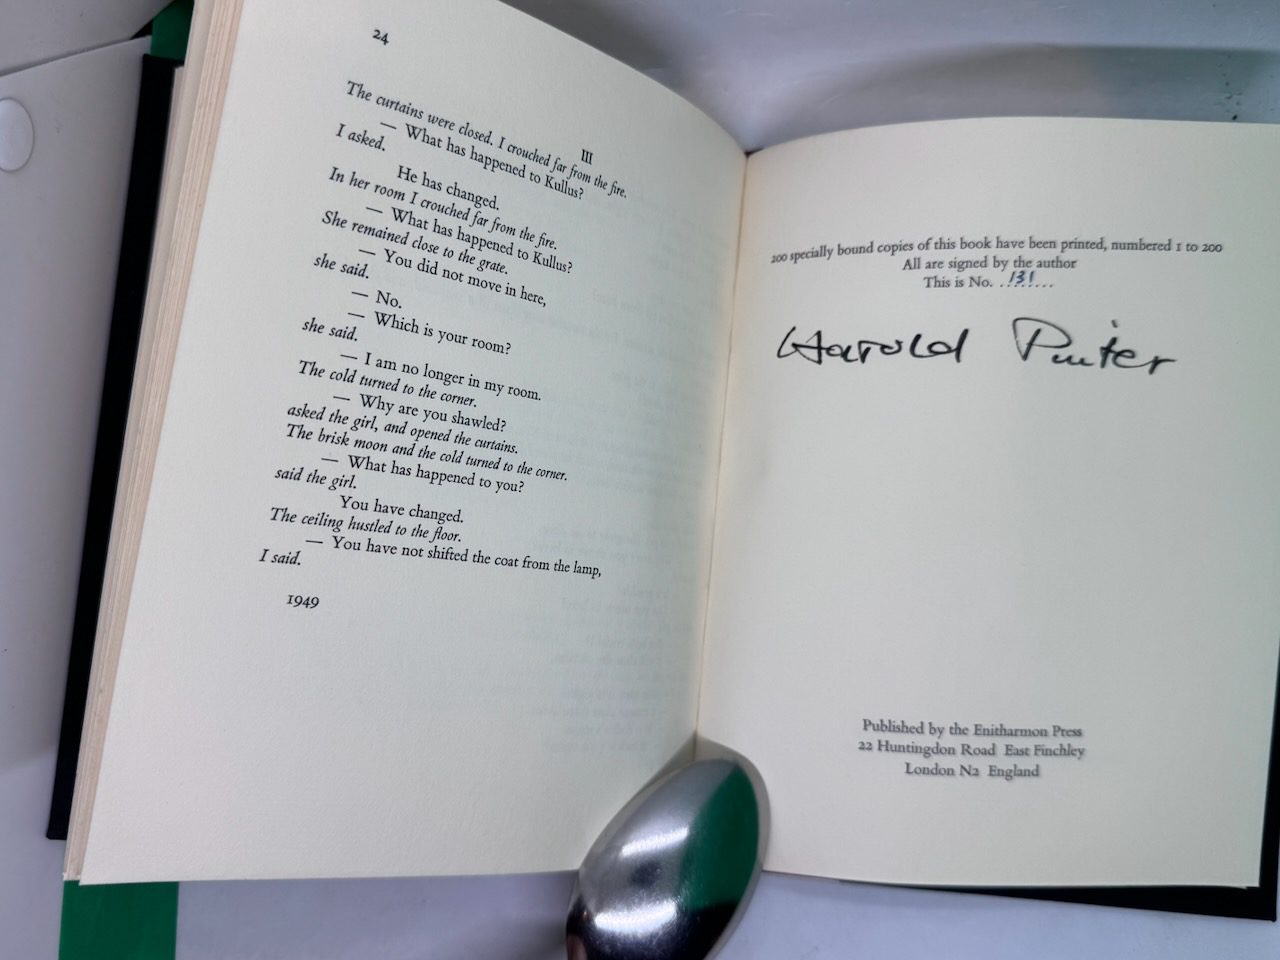 24
III
The curtains were closed. I crouched far from the fire.
— What has happened to Kullus?
I asked.
He has changed.
In her room I crouched far from the fire.
— What has happened to Kullus?
She remained close to the grate.
— You did not move in here,
she said.
— No.
— Which is your room?
she said.
— I am no longer in my room.
The cold turned to the corner.
— Why are you shawled?
asked the girl, and opened the curtains.
The brisk moon and the cold turned to the corner.
— What has happened to you?
said the girl.
You have changed.
The ceiling hustled to the floor.
— You have not shifted the coat from the lamp,
I said.
1949
200 specially bound copies of this book have been printed, numbered 1 to 200
All are signed by the author
This is No. ..131....
Harold Pinter
Published by the Enitharmon Press
22 Huntingdon Road East Finchley
London N2 England